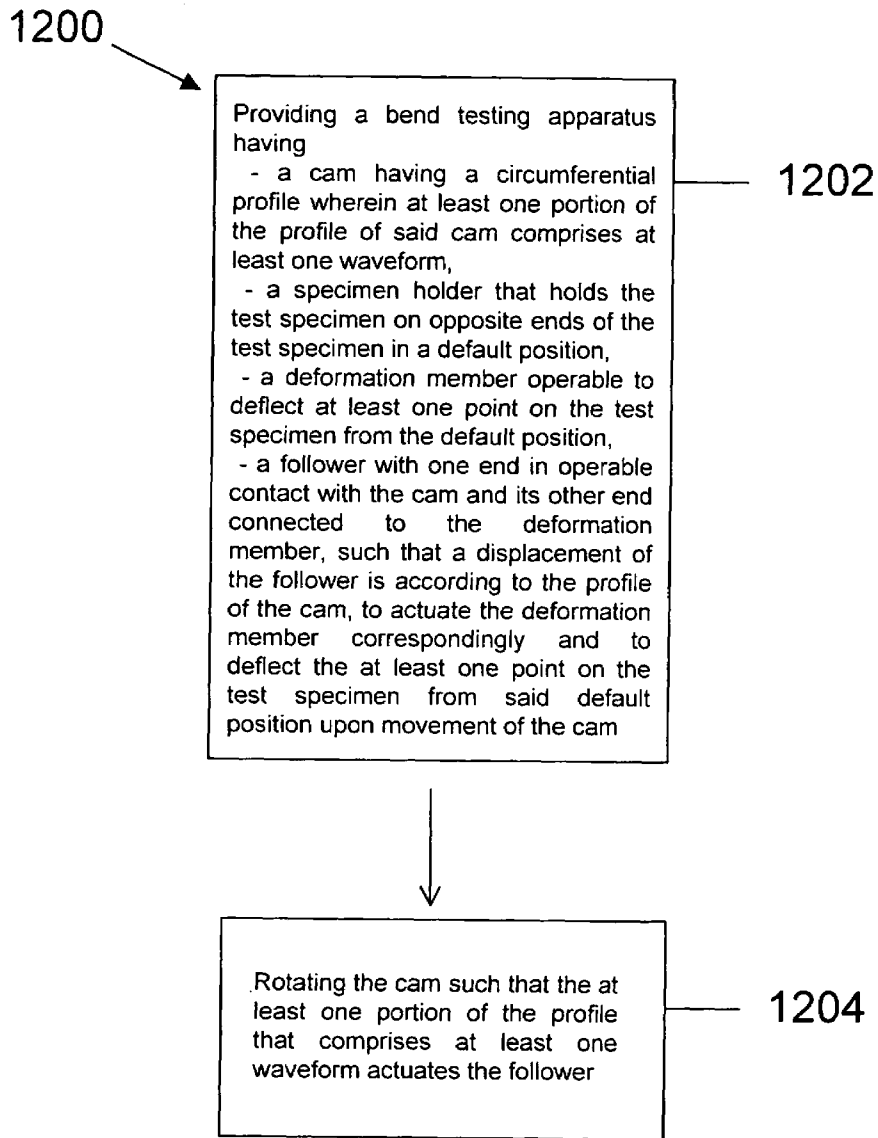 1200
Providing a bend testing apparatus
having
- a cam having a circumferential
profile wherein at least one portion of
the profile of said cam comprises at
least one waveform,
- a specimen holder that holds the
test specimen on opposite ends of the
test specimen in a default position,
- a deformation member operable to
deflect at least one point on the test
specimen from the default position,
- a follower with one end in operable
contact with the cam and its other end
connected to the deformation
member, such that a displacement of
the follower is according to the profile
of the cam, to actuate the deformation
member correspondingly and to
deflect the at least one point on the
test specimen from said default
position upon movement of the cam
1202
Rotating the cam such that the at
least one portion of the profile
that comprises at least one
waveform actuates the follower
1204